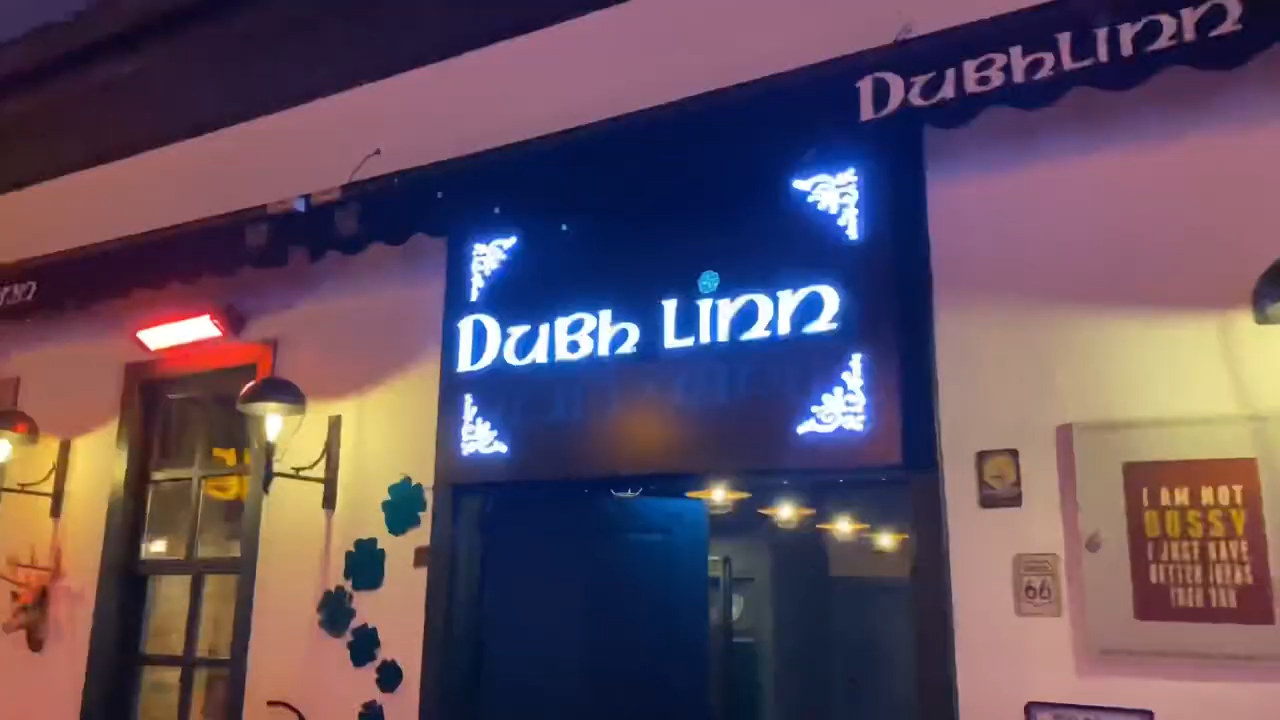 DubhLinn
Dubh Linn
66
I AM NOT
BOSSY
I JUST HAVE
BETTER IDEAS
THAN YOU